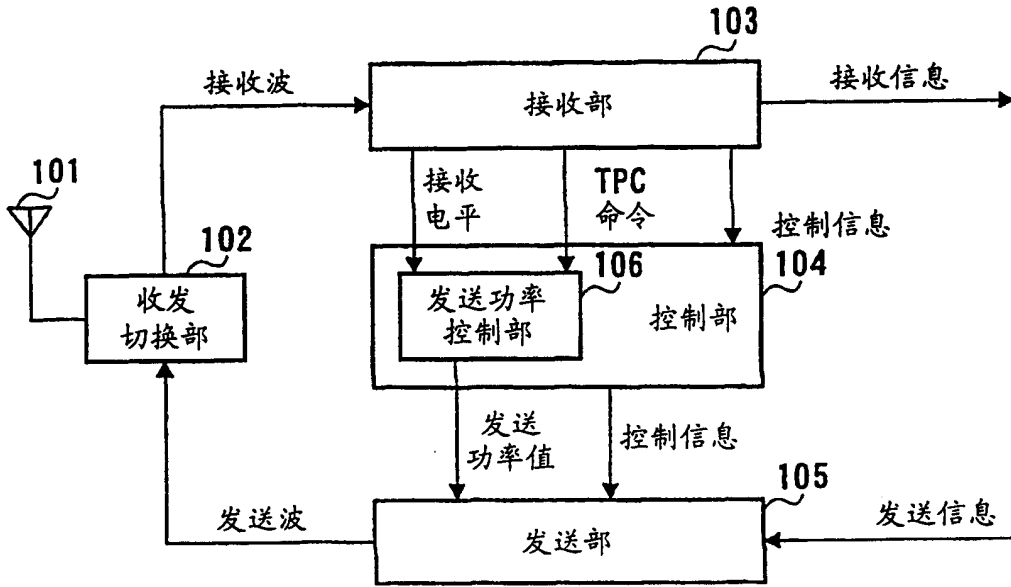 103
接收波
接收部
接收信息
101
接收
电平
TPC
命令
控制信息
102
106
104
收发
切换部
发送功率
控制部
控制部
发送
功率值
控制信息
105
发送波
发送部
发送信息